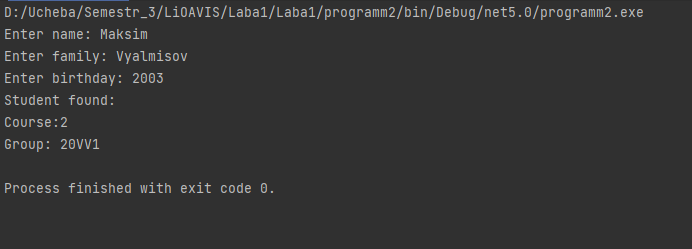 D:/Ucheba/Semestr_3/LiOAVIS/Laba1/Laba1/programm2/bin/Debug/net5.0/programm2.exe
Enter name: Maksim
Enter family: Vyalmisov
Enter birthday: 2003
Student found:
Course:2
Group: 20VV1
Process finished with exit code 0.